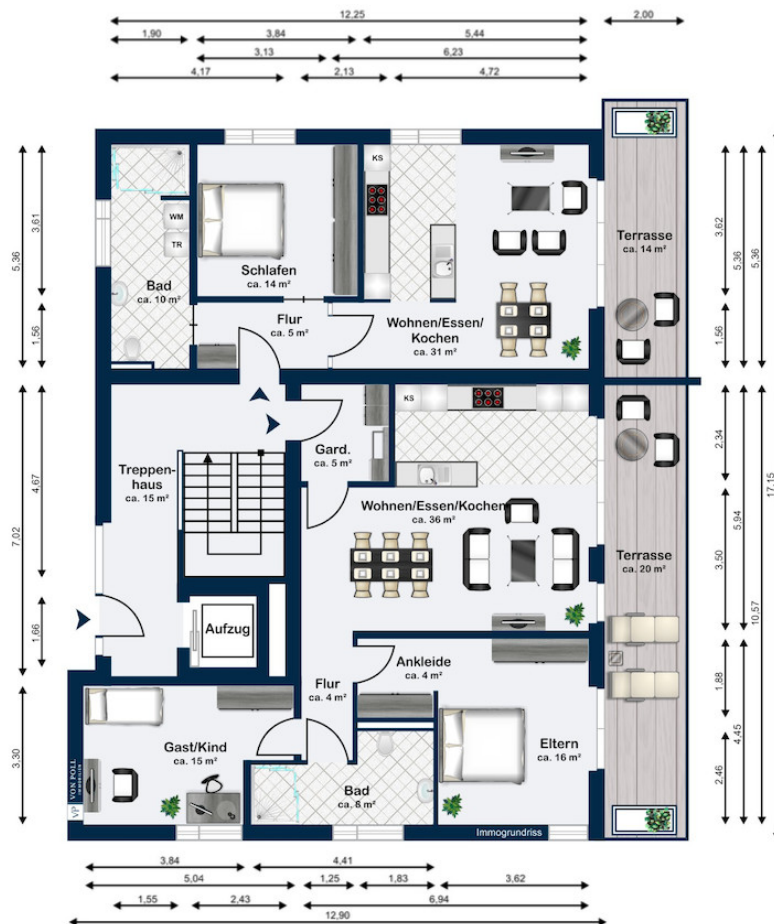 12,25
2,00
1,90
3,84
5,44
3,13
6,23
4,17
2,13
4,72
KS
WM
TR
Schlafen
ca. 14 m²
Bad
ca. 10 m²
Flur
ca. 5 m²
Wohnen/Essen/
Kochen
ca. 31 m²
Terrasse
ca. 14 m²
5,36
3,61
1,56
3,62
1,56
5,36
5,36
KS
Gard.
ca. 5 m²
Treppen-
haus
ca. 15 m²
Wohnen/Essen/Kochen
ca. 36 m²
Terrasse
ca. 20 m²
7,02
4,67
1,66
3,30
2,34
3,50
5,94
1,88
2,46
4,45
10,57
17,15
Aufzug
Ankleide
ca. 4 m²
Flur
ca. 4 m²
Gast/Kind
ca. 15 m²
Eltern
ca. 16 m²
Bad
ca. 8 m²
VP
VON POLL
IMMOBILIEN
Immogrundriss
3,84
4,41
5,04
1,25
1,83
3,62
1,55
2,43
6,94
12,90